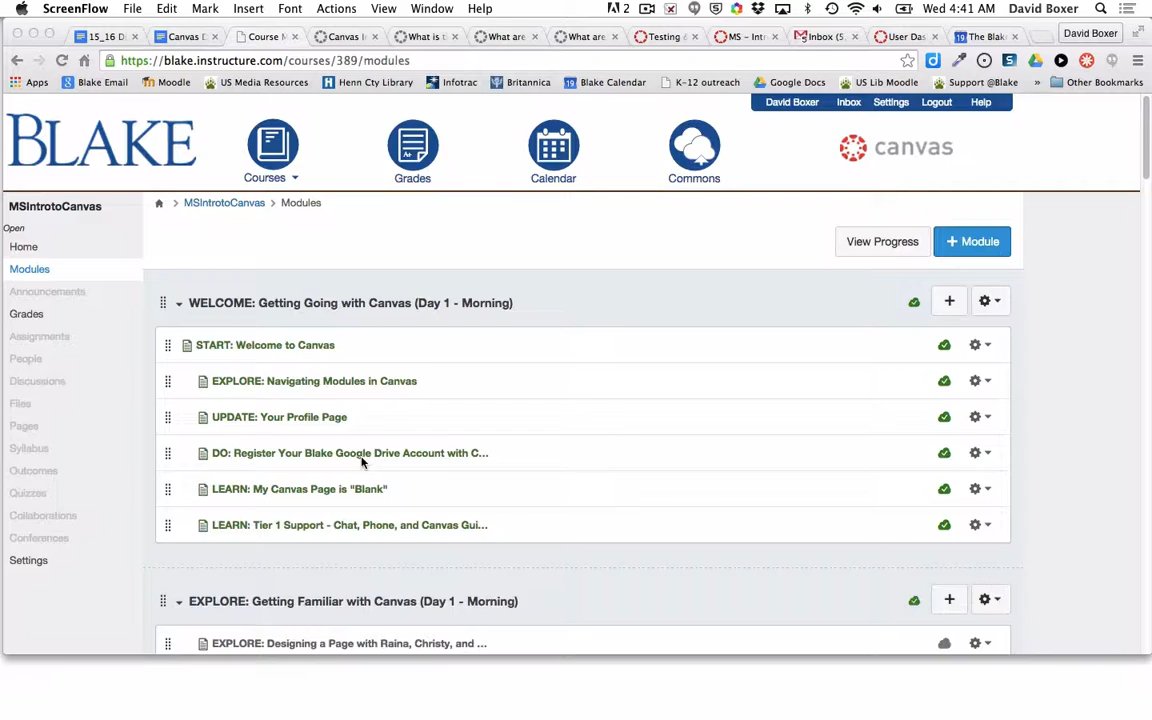 ScreenFlow File Edit Mark Insert Font Actions View Window Help 2 Wed 4:41 AM David Boxer
15_16 D Canvas D Course M Canvas I What is What are What are Testing & MS - Intr Inbox (5, User Das The Blak David Boxer
https://blake.instructure.com/courses/389/modules
Apps Blake Email Moodle US Media Resources Henn Cty Library Infotrac Britannica Blake Calendar K-12 outreach Google Docs US Lib Moodle Support @Blake Other Bookmarks
David Boxer Inbox Settings Logout Help
BLAKE
Courses Grades Calendar Commons
canvas
MSIntrotoCanvas
Open
Home
Modules
Announcements
Grades
Assignments
People
Discussions
Files
Pages
Syllabus
Outcomes
Quizzes
Collaborations
Conferences
Settings
MSIntrotoCanvas > Modules
View Progress + Module
WELCOME: Getting Going with Canvas (Day 1 - Morning)
START: Welcome to Canvas
EXPLORE: Navigating Modules in Canvas
UPDATE: Your Profile Page
DO: Register Your Blake Google Drive Account with C...
LEARN: My Canvas Page is "Blank"
LEARN: Tier 1 Support - Chat, Phone, and Canvas Gui...
EXPLORE: Getting Familiar with Canvas (Day 1 - Morning)
EXPLORE: Designing a Page with Raina, Christy, and ...